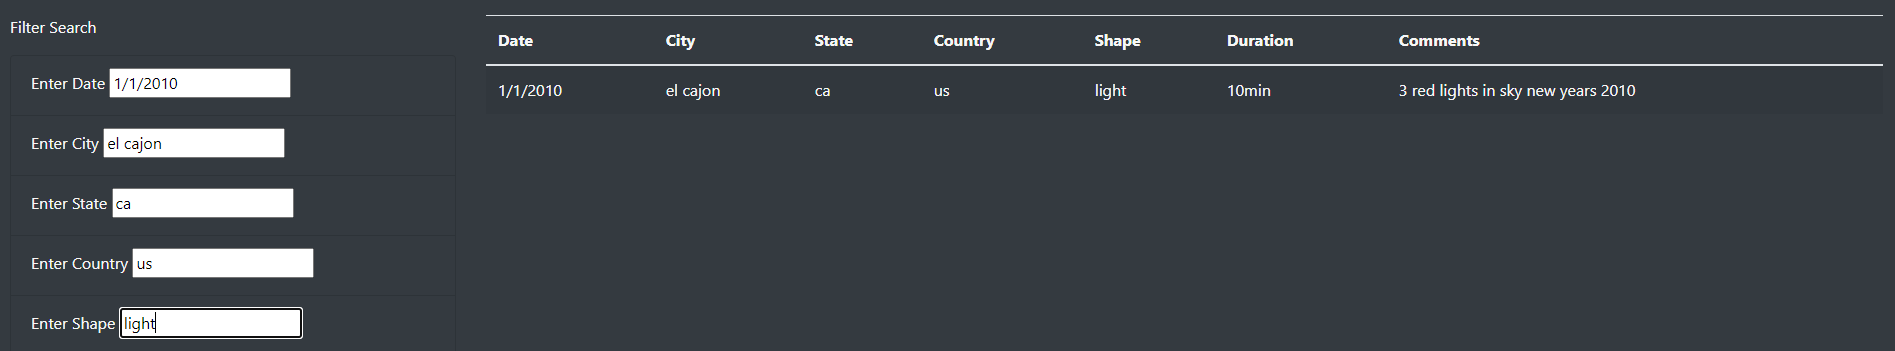 Filter Search
Enter Date 1/1/2010
Enter City el cajon
Enter State ca
Enter Country us
Enter Shape light
Date City State Country Shape Duration Comments
1/1/2010 el cajon ca us light 10min 3 red lights in sky new years 2010